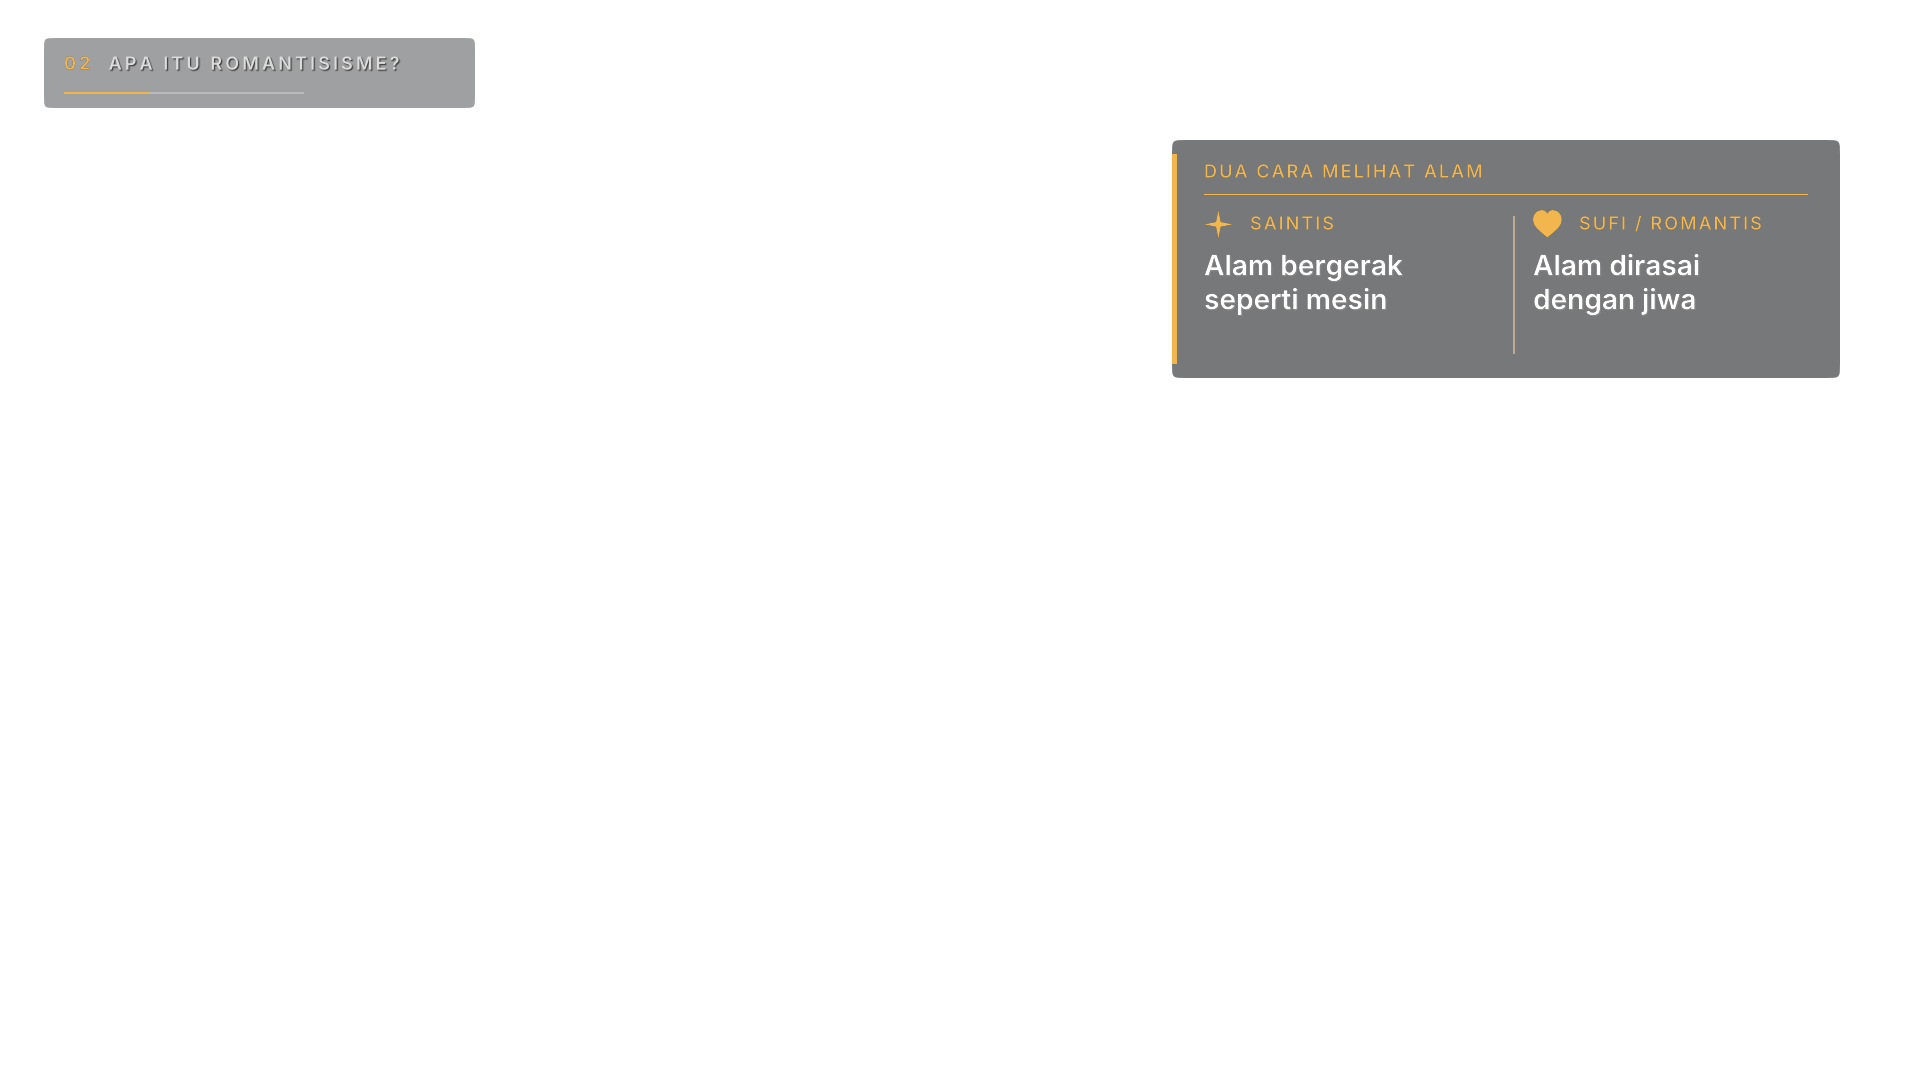 02 APA ITU ROMANTISISME?
DUA CARA MELIHAT ALAM
SAINTIS
Alam bergerak
seperti mesin
SUFI / ROMANTIS
Alam dirasai
dengan jiwa